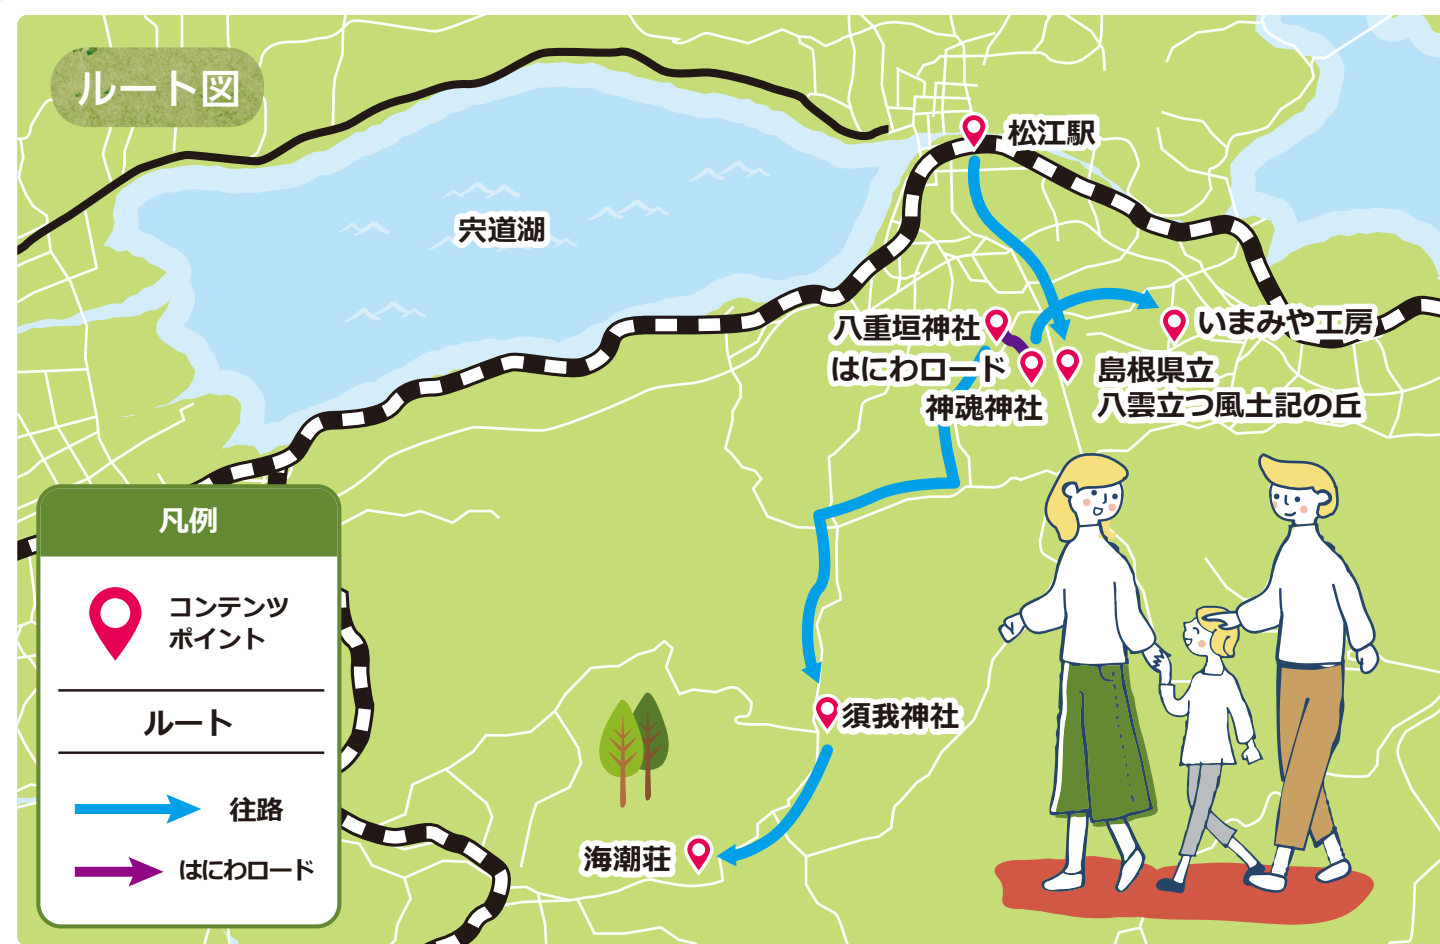 ルート図
松江駅
宍道湖
八重垣神社
いまみや工房
はにわロード
島根県立
八雲立つ風土記の丘
神魂神社
凡例
コンテンツ
ポイント
ルート
往路
はにわロード
須我神社
海潮荘